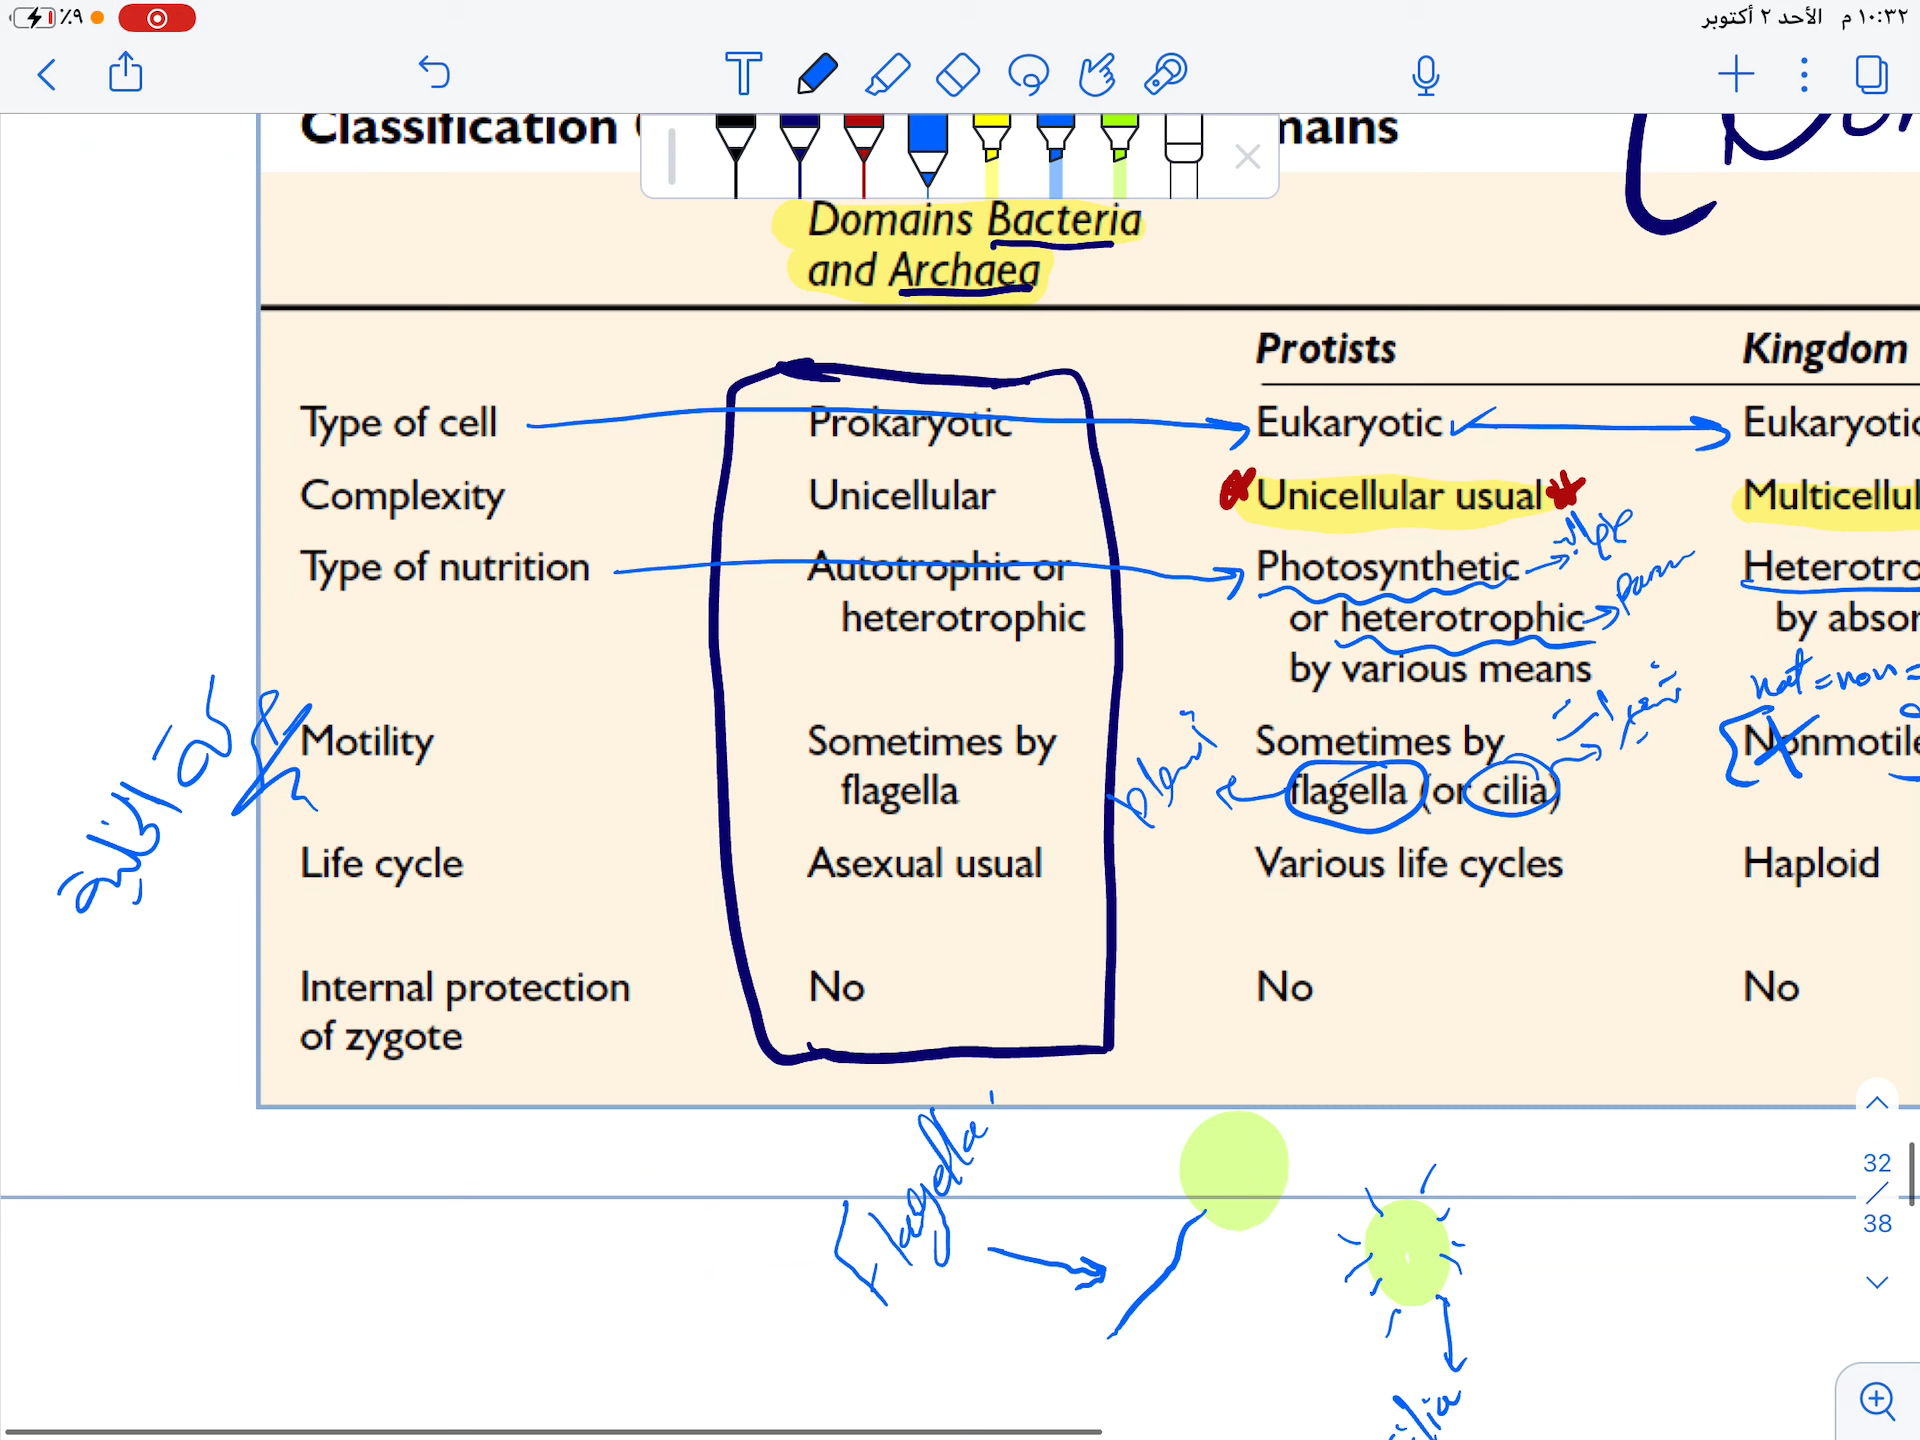 ٪٩
١٠:٣٢ م الأحد ٢ أكتوبر
Classification
mains
Domains Bacteria
and Archaea
Protists
Kingdom
Type of cell
Prokaryotic
Eukaryotic
Eukaryotic
Complexity
Unicellular
Unicellular usual
Multicellul
Type of nutrition
Autotrophic or
heterotrophic
Photosynthetic
or heterotrophic
by various means
Heterotro
by absor
not = non =
Motility
Sometimes by
flagella
Sometimes by
flagella (or cilia)
Nonmotile
Life cycle
Asexual usual
Various life cycles
Haploid
Internal protection
of zygote
No
No
No
Flagella
cilia
32
/
38